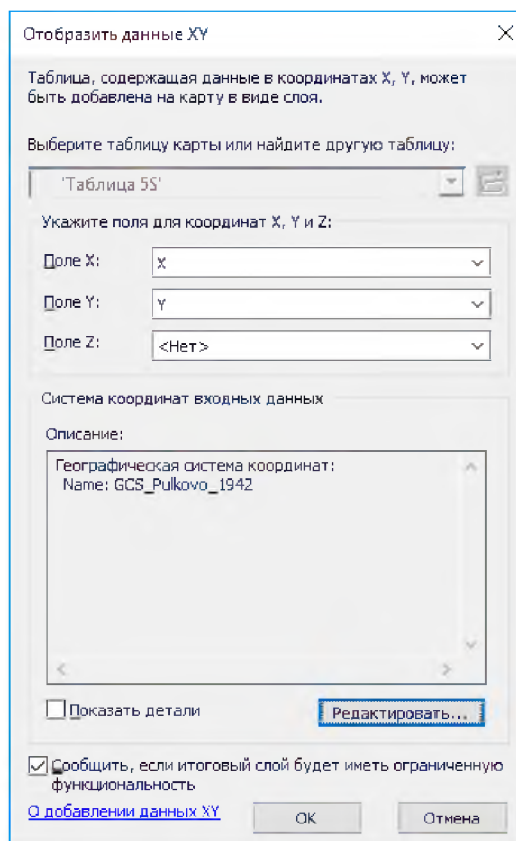 Отобразить данные XY
Таблица, содержащая данные в координатах X, Y, может
быть добавлена на карту в виде слоя.
Выберите таблицу карты или найдите другую таблицу:
'Таблица 5S'
Укажите поля для координат X, Y и Z:
Поле X:
X
Поле Y:
Y
Поле Z:
<Нет>
Система координат входных данных
Описание:
Географическая система координат:
Name: GCS_Pulkovo_1942
Показать детали
Редактировать...
Сообщить, если итоговый слой будет иметь ограниченную
функциональность
О добавлении данных XY
OK
Отмена